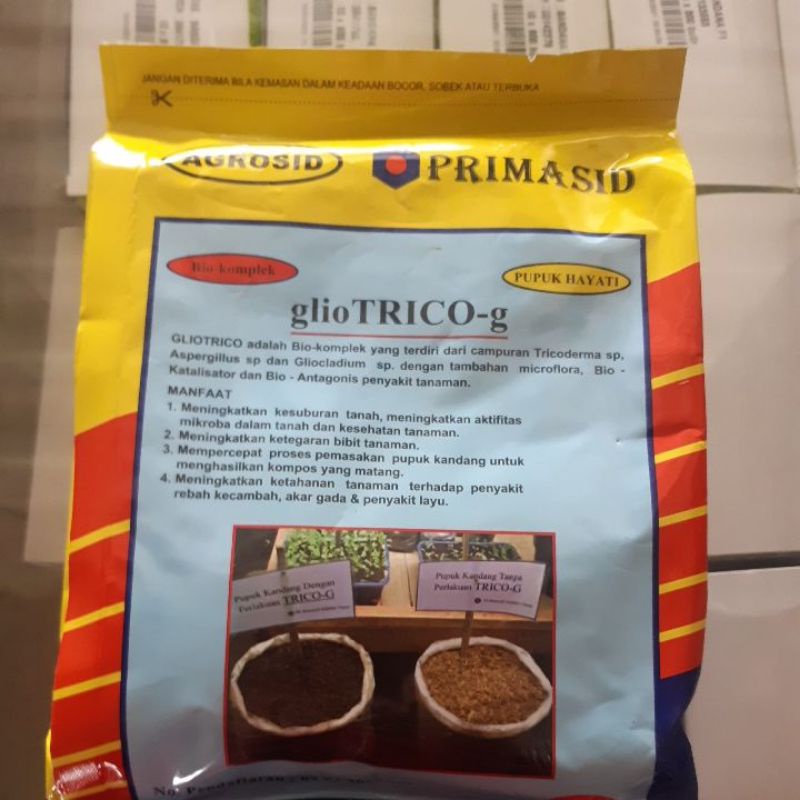 JANGAN DITERIMA BILA KEMASAN DALAM KEADAAN BOCOR, SOBEK ATAU TERBUKA
AGROSID PRIMASID
Bio-komplek PUPUK HAYATI
glioTRICO-g
GLIOTRICO adalah Bio-komplek yang terdiri dari campuran Tricoderma sp,
Aspergillus sp dan Gliocladium sp. dengan tambahan microflora, Bio -
Katalisator dan Bio - Antagonis penyakit tanaman.
MANFAAT
1. Meningkatkan kesuburan tanah, meningkatkan aktifitas
mikroba dalam tanah dan kesehatan tanaman.
2. Meningkatkan ketegaran bibit tanaman.
3. Mempercepat proses pemasakan pupuk kandang untuk
menghasilkan kompos yang matang.
4. Meningkatkan ketahanan tanaman terhadap penyakit
rebah kecambah, akar gada & penyakit layu.
Pupuk Kandang Dengan
Perlakuan TRICO-G
Pupuk Kandang Tanpa
Perlakuan TRICO-G
No. Pendaftaran